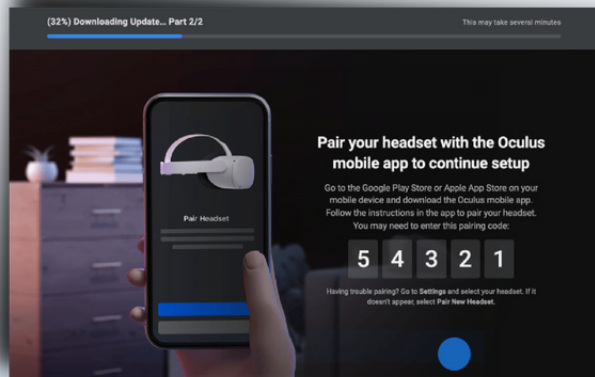 (32%) Downloading Update... Part 2/2
This may take several minutes
Pair your headset with the Oculus
mobile app to continue setup
Go to the Google Play Store or Apple App Store on your
mobile device and download the Oculus mobile app.
Follow the instructions in the app to pair your headset.
You may need to enter this pairing code:
5 4 3 2 1
Having trouble pairing? Go to Settings and select your headset. If it
doesn't appear, select Pair New Headset.
Pair Headset